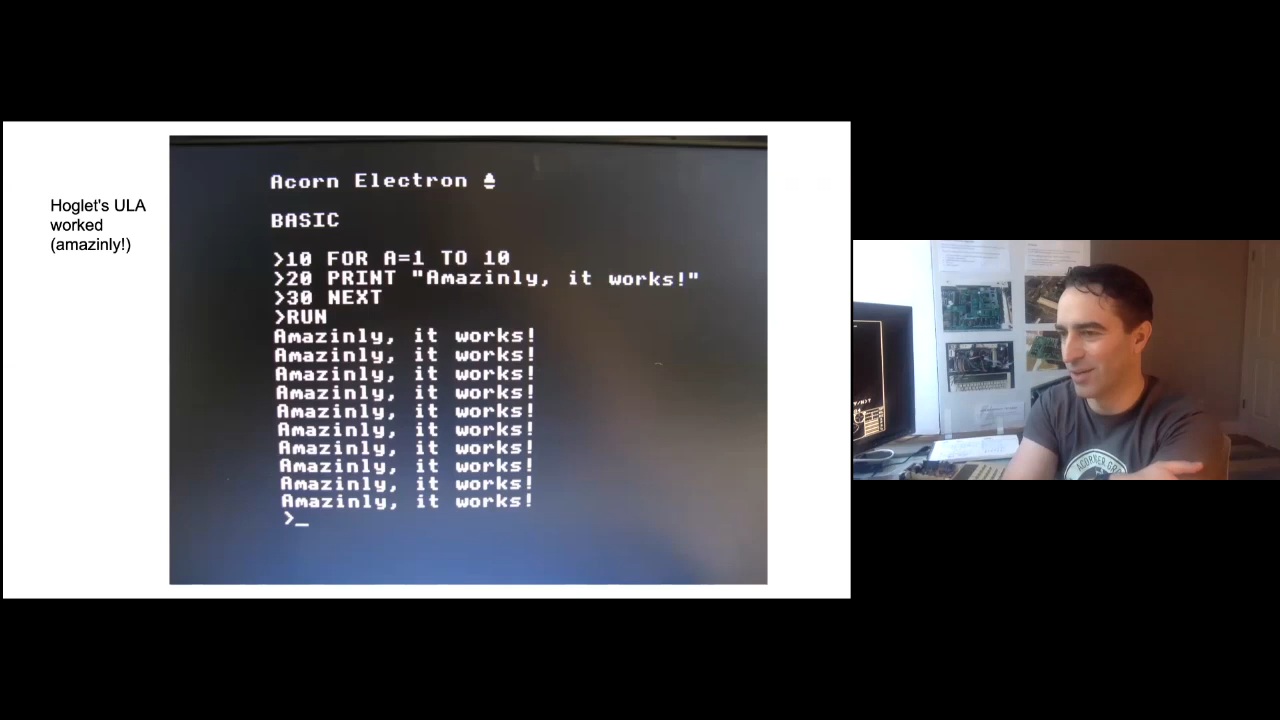 Hoglet's ULA
worked
(amazinly!)
Acorn Electron
BASIC
>10 FOR A=1 TO 10
>20 PRINT "Amazinly, it works!"
>30 NEXT
>RUN
Amazinly, it works!
Amazinly, it works!
Amazinly, it works!
Amazinly, it works!
Amazinly, it works!
Amazinly, it works!
Amazinly, it works!
Amazinly, it works!
Amazinly, it works!
Amazinly, it works!
>_